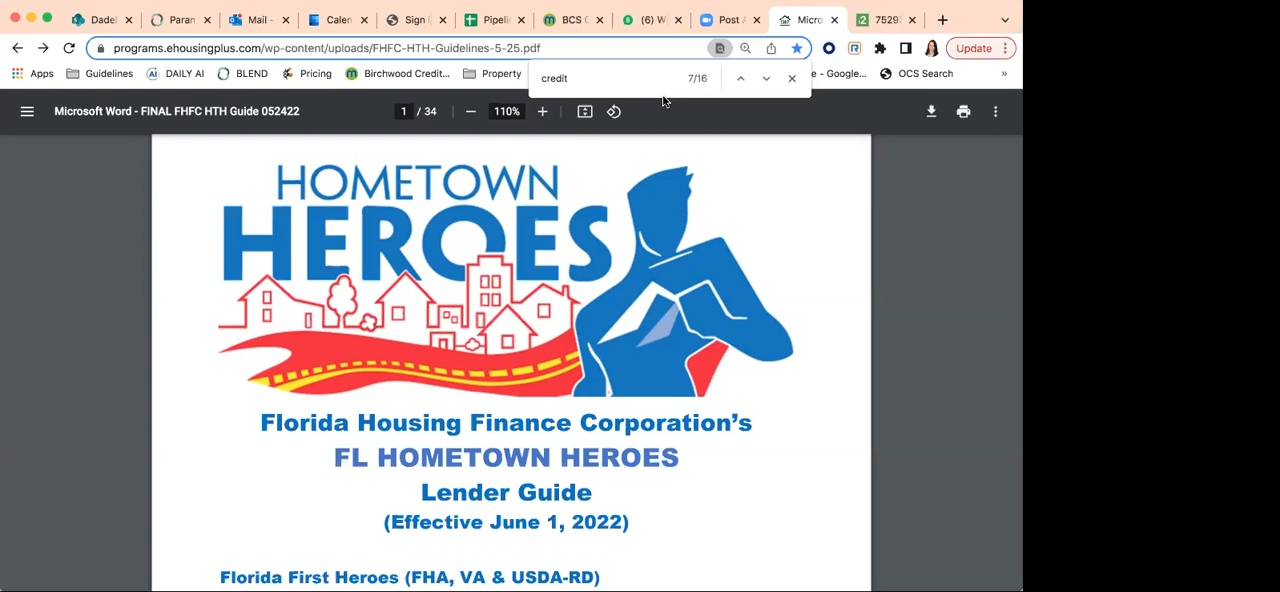 Dadel
Paran
Mail -
Calen
Sign i
Pipelin
BCS C
(6) W
Post A
Micro
7529
programs.ehousingplus.com/wp-content/uploads/FHFC-HTH-Guidelines-5-25.pdf
Update
Apps
Guidelines
DAILY AI
BLEND
Pricing
Birchwood Credit...
Property
credit
7/16
e - Google...
OCS Search
Microsoft Word - FINAL FHFC HTH Guide 052422
1 / 34
110%
HOMETOWN
HEROES
Florida Housing Finance Corporation's
FL HOMETOWN HEROES
Lender Guide
(Effective June 1, 2022)
Florida First Heroes (FHA, VA & USDA-RD)